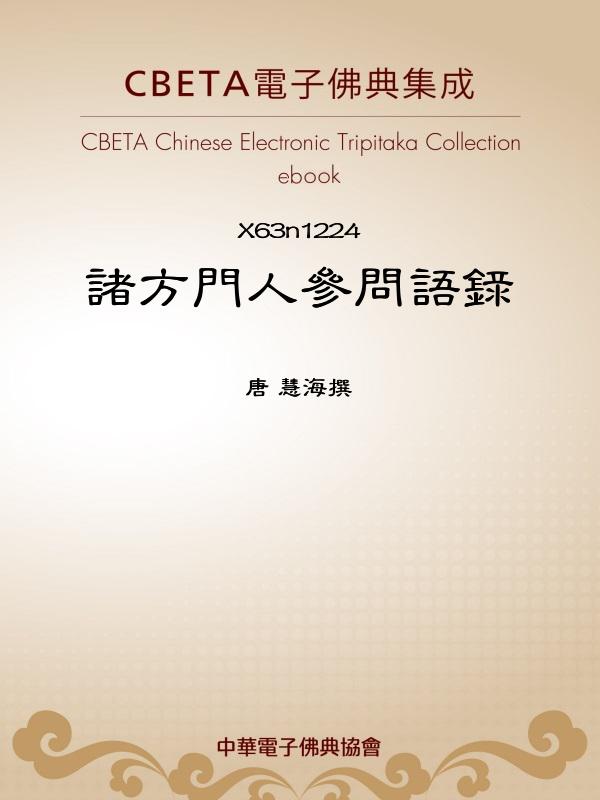 CBETA電子佛典集成
CBETA Chinese Electronic Tripitaka Collection
ebook
X63n1224
諸方門人參問語錄
唐 慧海撰
中華電子佛典協會